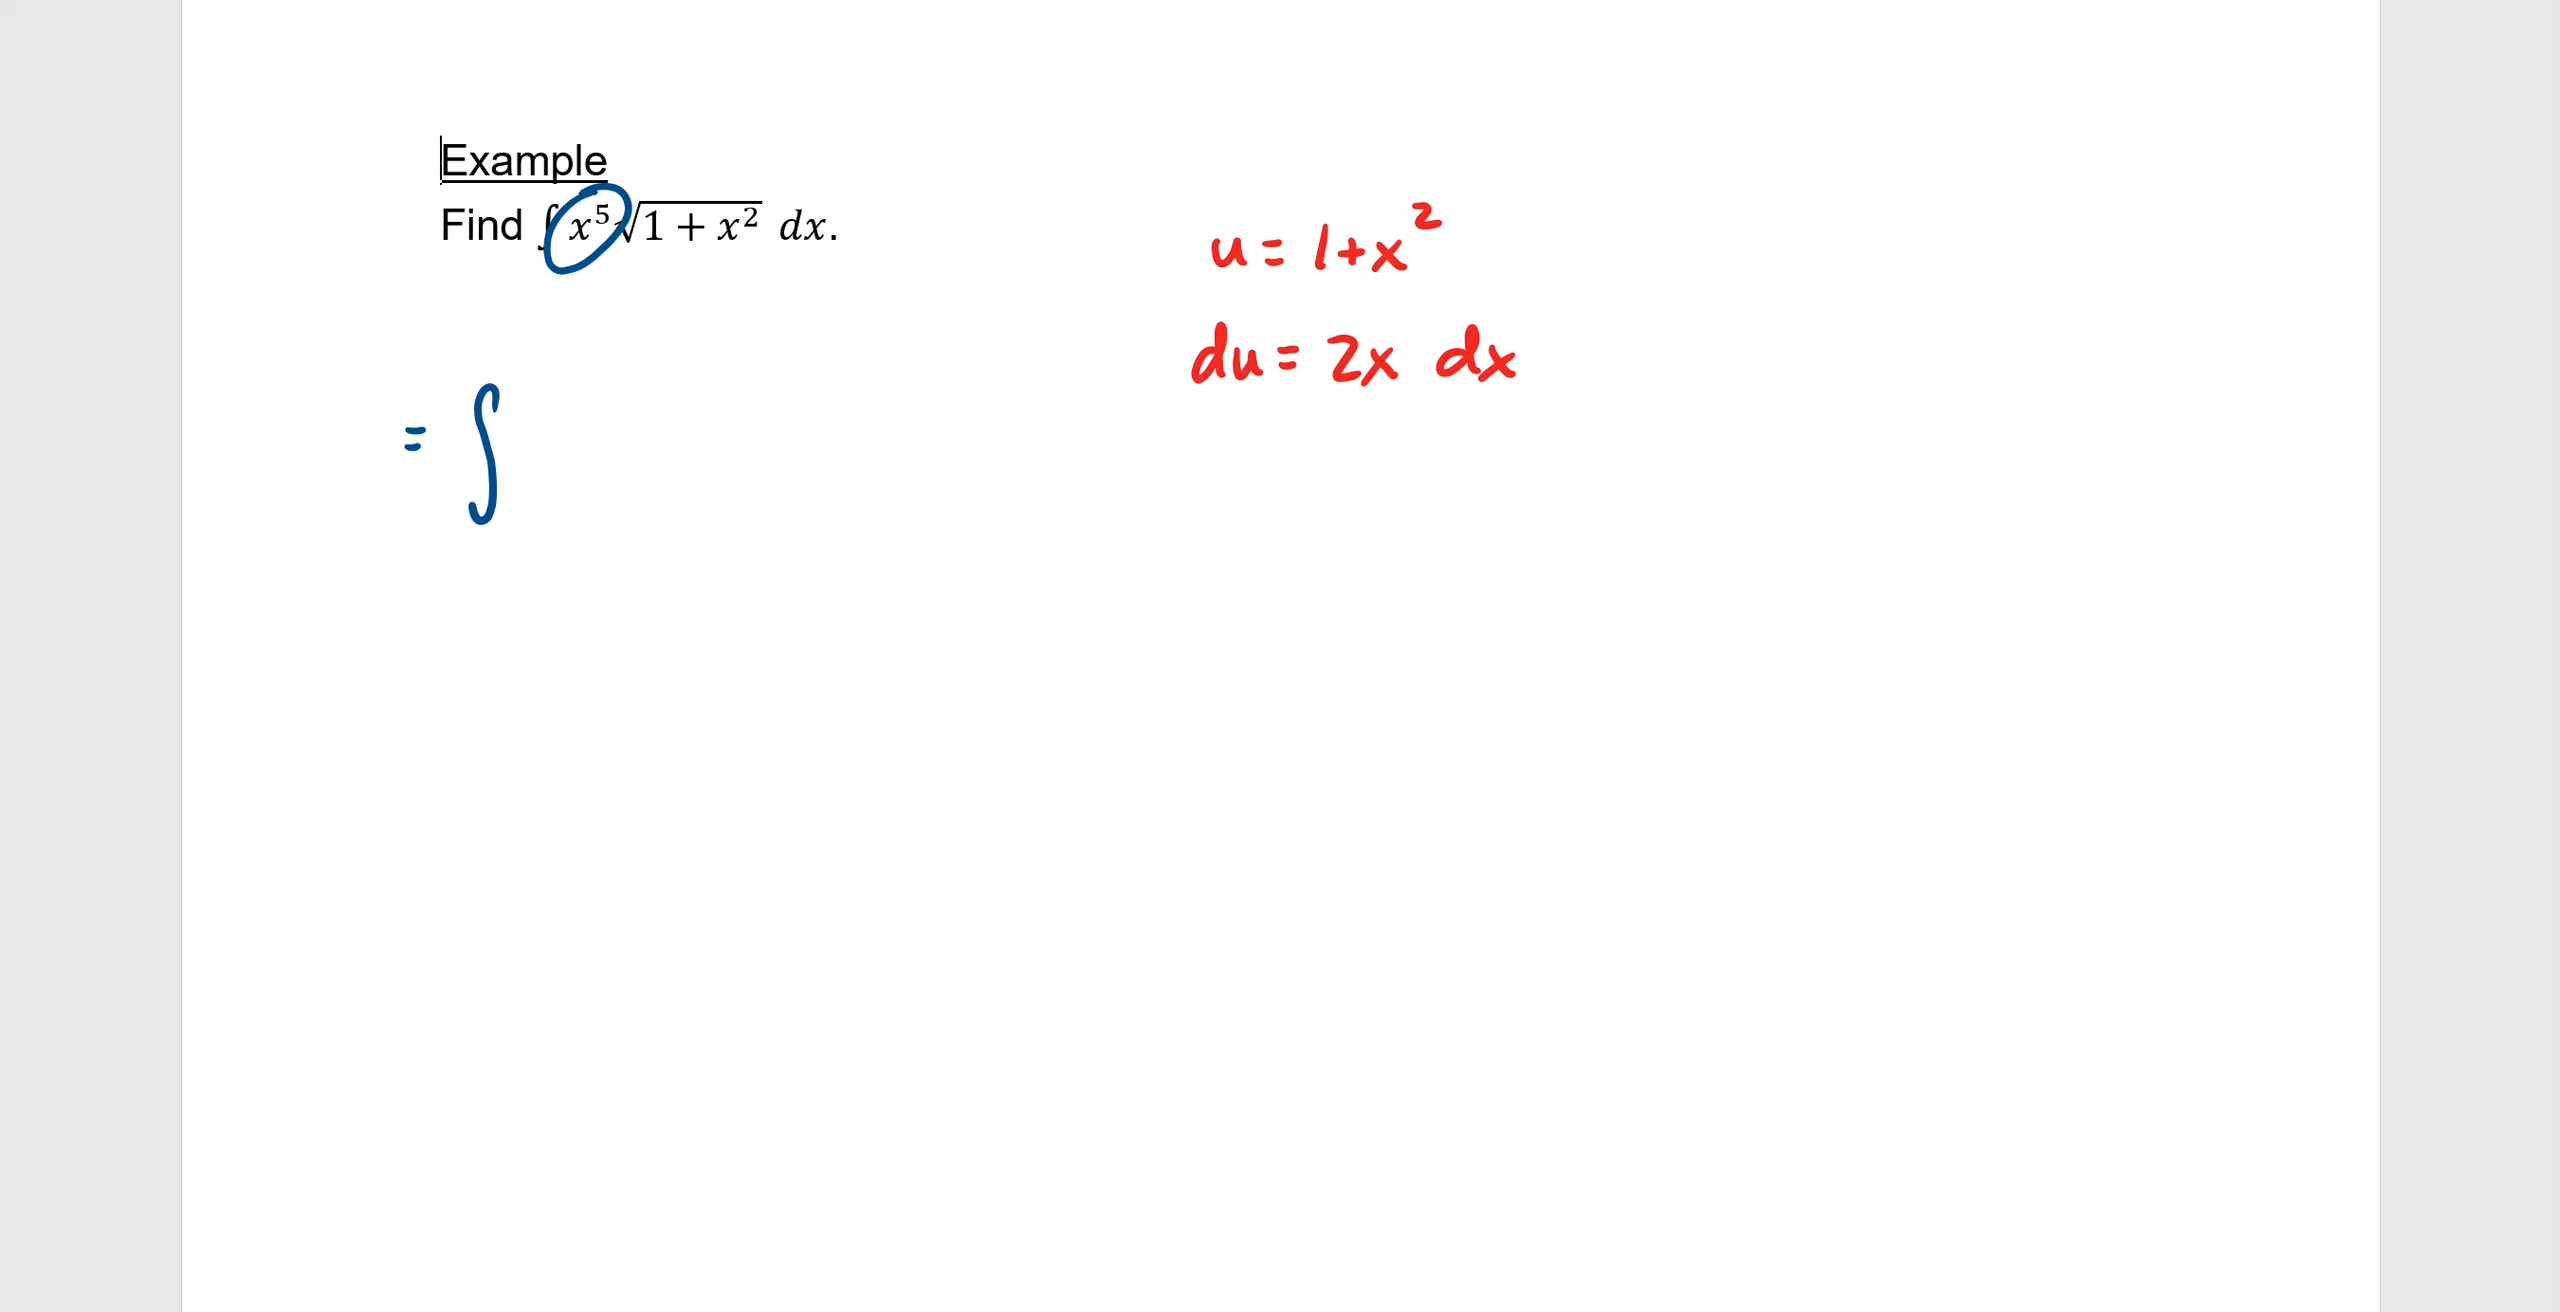 Example
Find ∫ x⁵√(1 + x²) dx.
u = 1+x²
du = 2x dx
= ∫